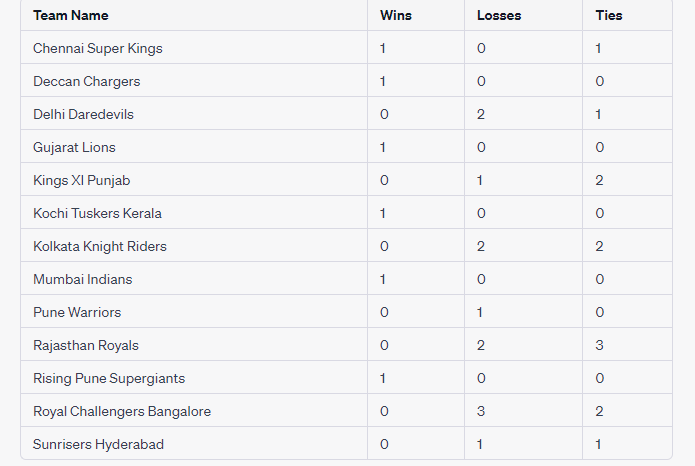 Team Name Wins Losses Ties
Chennai Super Kings 1 0 1
Deccan Chargers 1 0 0
Delhi Daredevils 0 2 1
Gujarat Lions 1 0 0
Kings XI Punjab 0 1 2
Kochi Tuskers Kerala 1 0 0
Kolkata Knight Riders 0 2 2
Mumbai Indians 1 0 0
Pune Warriors 0 1 0
Rajasthan Royals 0 2 3
Rising Pune Supergiants 1 0 0
Royal Challengers Bangalore 0 3 2
Sunrisers Hyderabad 0 1 1